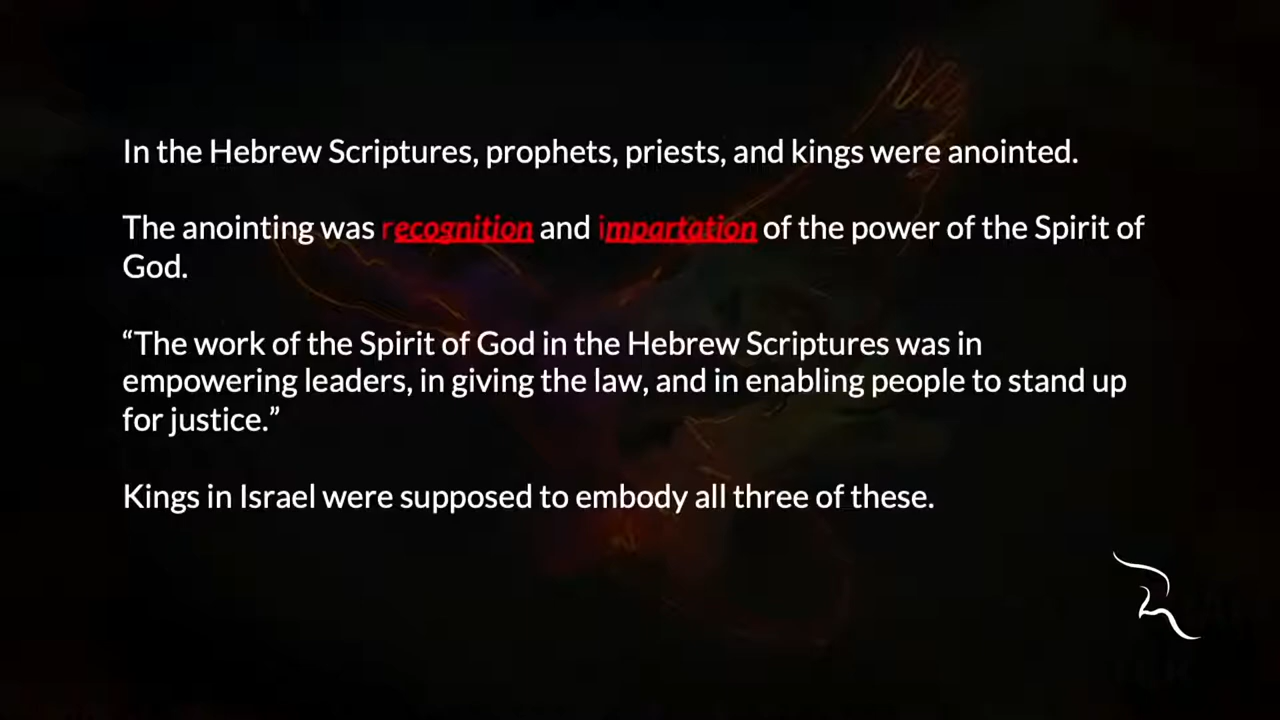 In the Hebrew Scriptures, prophets, priests, and kings were anointed.
The anointing was recognition and impartation of the power of the Spirit of
God.
“The work of the Spirit of God in the Hebrew Scriptures was in
empowering leaders, in giving the law, and in enabling people to stand up
for justice.”
Kings in Israel were supposed to embody all three of these.